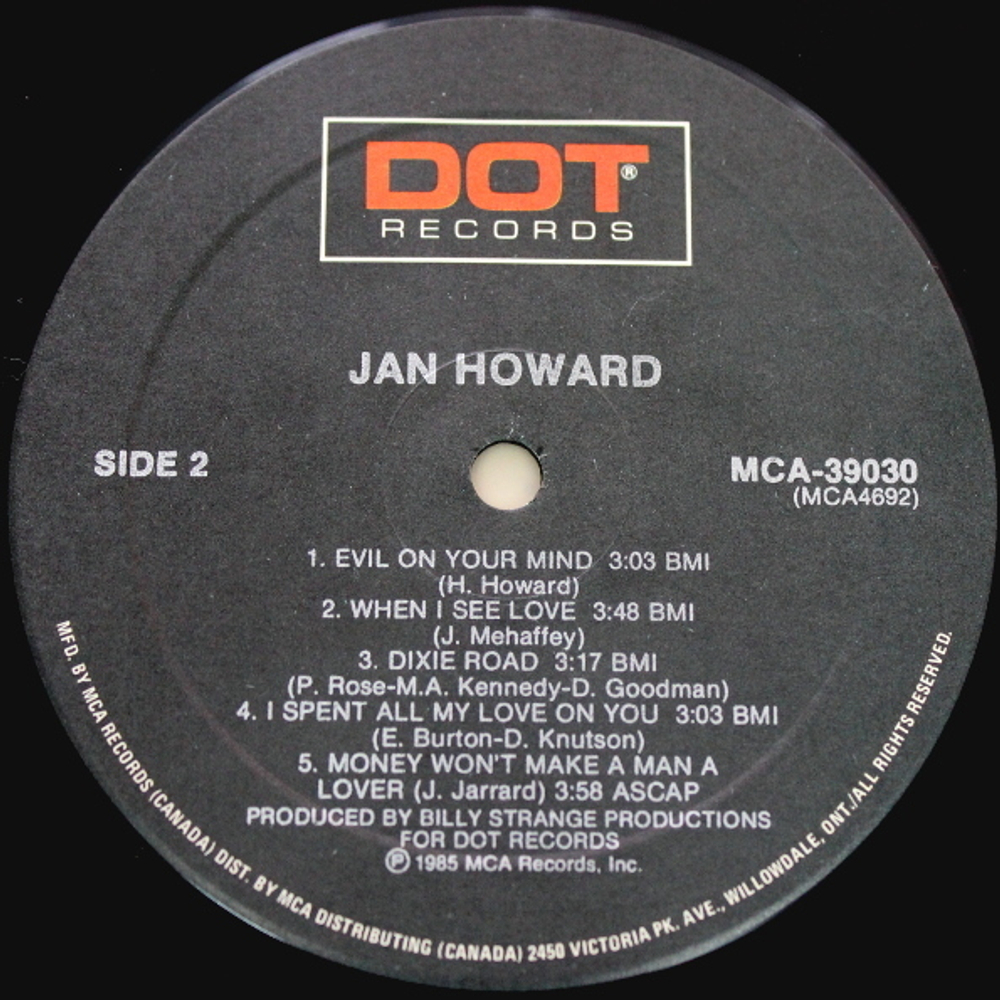 DOT®
RECORDS
JAN HOWARD
SIDE 2
MCA-39030
(MCA4692)
1. EVIL ON YOUR MIND 3:03 BMI
(H. Howard)
2. WHEN I SEE LOVE 3:48 BMI
(J. Mehaffey)
3. DIXIE ROAD 3:17 BMI
(P. Rose-M.A. Kennedy-D. Goodman)
4. I SPENT ALL MY LOVE ON YOU 3:03 BMI
(E. Burton-D. Knutson)
5. MONEY WON'T MAKE A MAN A
LOVER (J. Jarrard) 3:58 ASCAP
PRODUCED BY BILLY STRANGE PRODUCTIONS
FOR DOT RECORDS
℗ 1985 MCA Records, Inc.
MFD. BY MCA RECORDS (CANADA) DIST. BY MCA DISTRIBUTING (CANADA) 2450 VICTORIA PK. AVE., WILLOWDALE, ONT./ALL RIGHTS RESERVED.